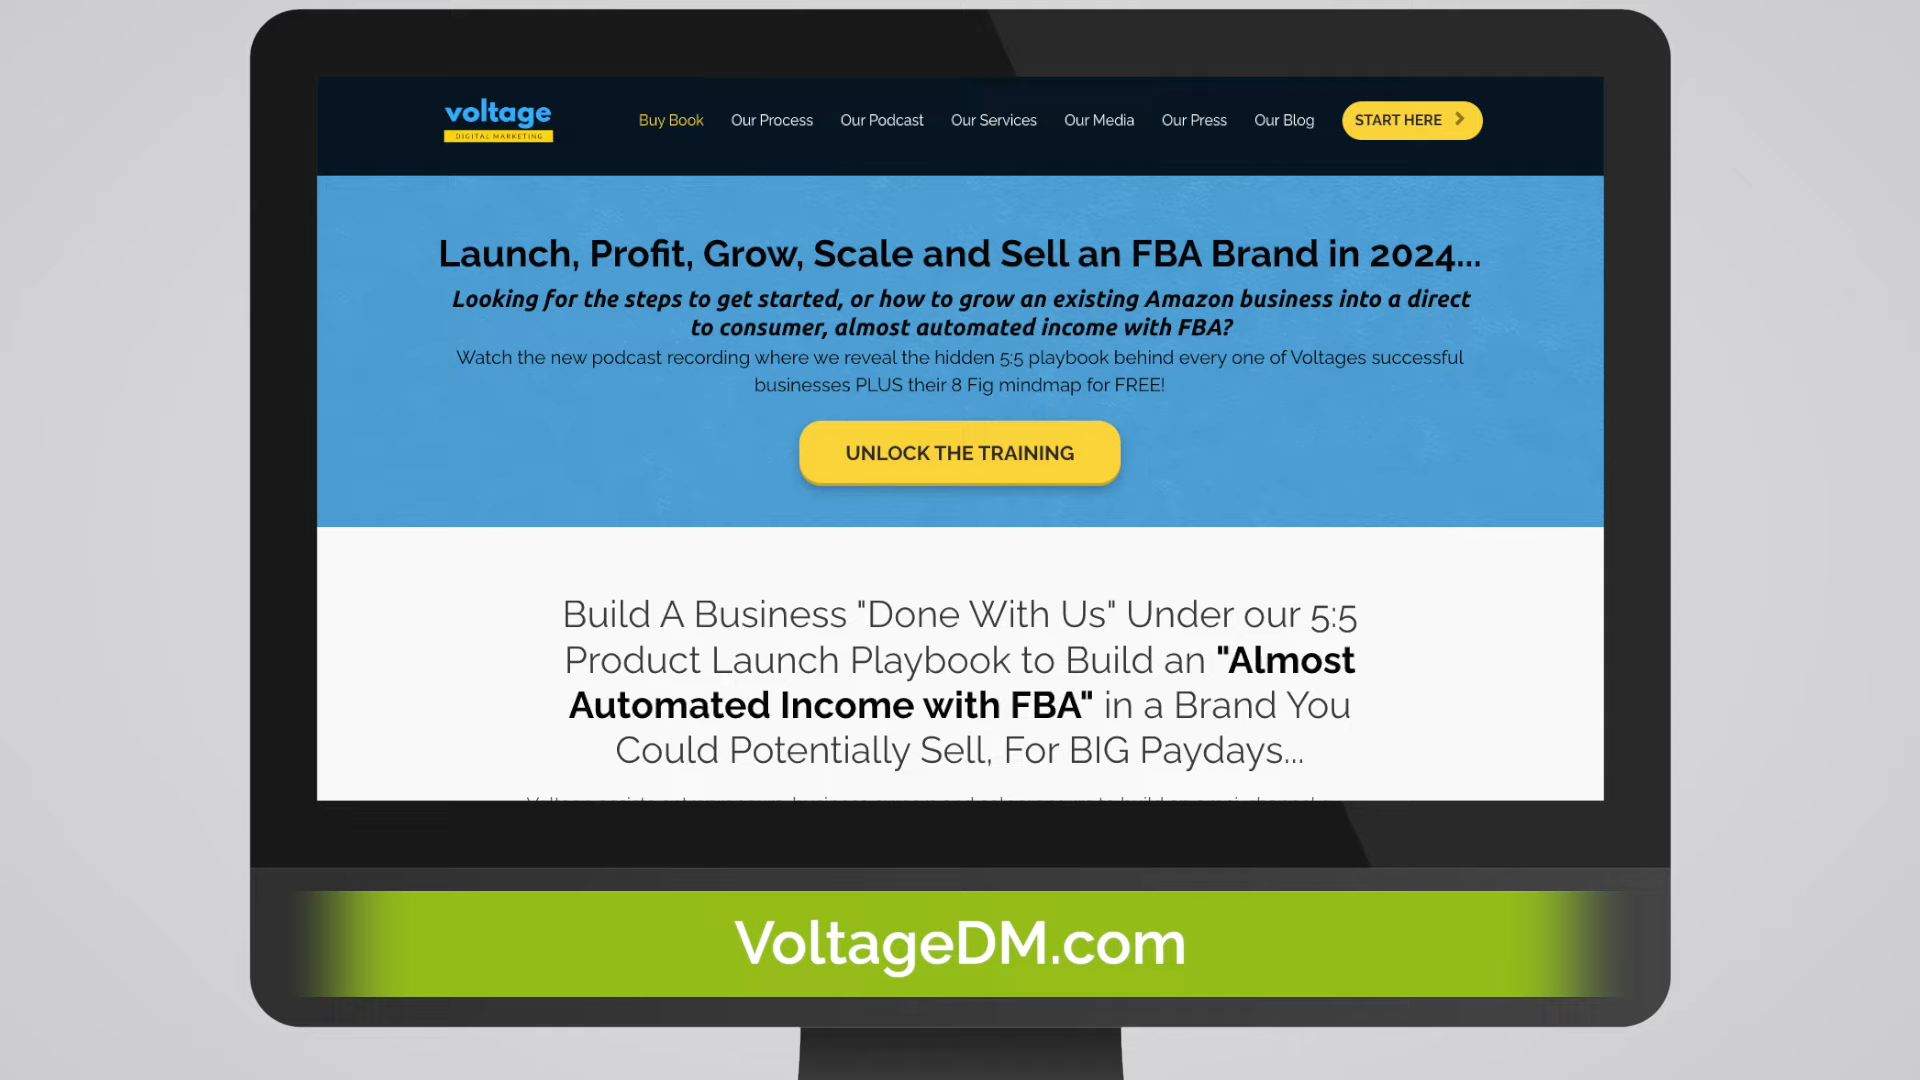 voltage
DIGITAL MARKETING
Buy Book Our Process Our Podcast Our Services Our Media Our Press Our Blog START HERE
Launch, Profit, Grow, Scale and Sell an FBA Brand in 2024...
Looking for the steps to get started, or how to grow an existing Amazon business into a direct
to consumer, almost automated income with FBA?
Watch the new podcast recording where we reveal the hidden 5:5 playbook behind every one of Voltages successful
businesses PLUS their 8 Fig mindmap for FREE!
UNLOCK THE TRAINING
Build A Business "Done With Us" Under our 5:5
Product Launch Playbook to Build an "Almost
Automated Income with FBA" in a Brand You
Could Potentially Sell, For BIG Paydays...
VoltageDM.com